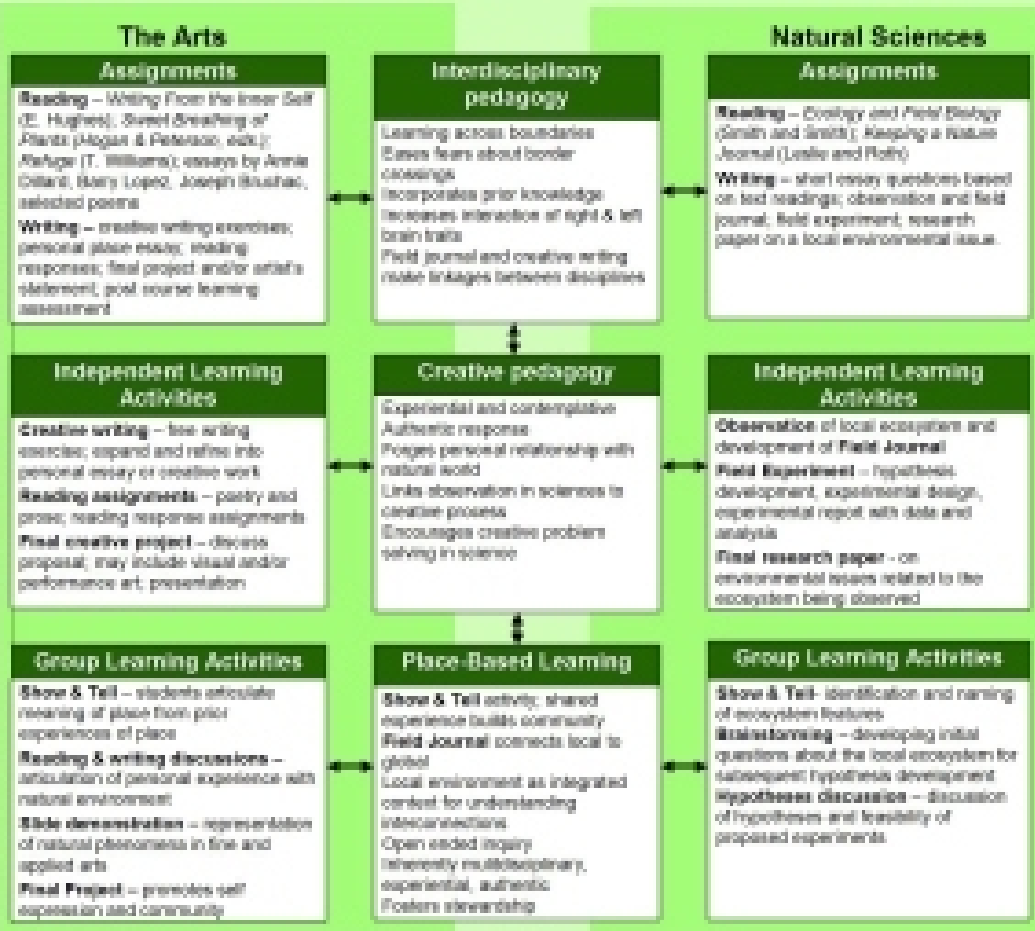 The Arts
Assignments
Reading – Writing From the Inner Self
(E. Hughes); Sweet Breathing of
Plants (Hogan & Peterson, eds.);
Refuge (T. Williams); essays by Annie
Dillard, Barry Lopez, Joseph Bruchac,
selected poems
Writing – creative writing exercises;
personal place essay; reading
responses; final project and/or artist's
statement; post course learning
assessment
Interdisciplinary
pedagogy
Learning across boundaries
Eases fears about border
crossings
Incorporates prior knowledge
Increases interaction of right & left
brain traits
Field journal and creative writing
make linkages between disciplines
Natural Sciences
Assignments
Reading – Ecology and Field Biology
(Smith and Smith); Keeping a Nature
Journal (Leslie and Roth)
Writing – short essay questions based
on text readings; observation and field
journal, field experiment, research
paper on a local environmental issue.
Independent Learning
Activities
Creative writing – free writing
exercise; expand and refine into
personal essay or creative work
Reading assignments – poetry and
prose; reading response assignments
Final creative project – discuss
proposal; may include visual and/or
performance art; presentation
Creative pedagogy
Experiential and contemplative
Authentic response
Forges personal relationship with
natural world
Links observation in sciences to
creative process
Encourages creative problem
solving in science
Independent Learning
Activities
Observation of local ecosystem and
development of Field Journal
Field Experiment – hypothesis
development, experimental design,
experimental report with data and
analysis
Final research paper - on
environmental issues related to the
ecosystem being observed
Group Learning Activities
Show & Tell – students articulate
meaning of place from prior
experiences of place
Reading & writing discussions –
articulation of personal experience with
natural environment
Slide demonstration – representation
of natural phenomena in fine and
applied arts
Final Project – promotes self
expression and community
Place-Based Learning
Show & Tell activity; shared
experience builds community
Field Journal connects local to
global
Local environment as integrated
context for understanding
interconnections
Open ended inquiry
Inherently multidisciplinary,
experiential, authentic
Fosters stewardship
Group Learning Activities
Show & Tell- identification and naming
of ecosystem features
Brainstorming – developing initial
questions about the local ecosystem for
subsequent hypothesis development
Hypotheses discussion – discussion
of hypotheses and feasibility of
proposed experiments